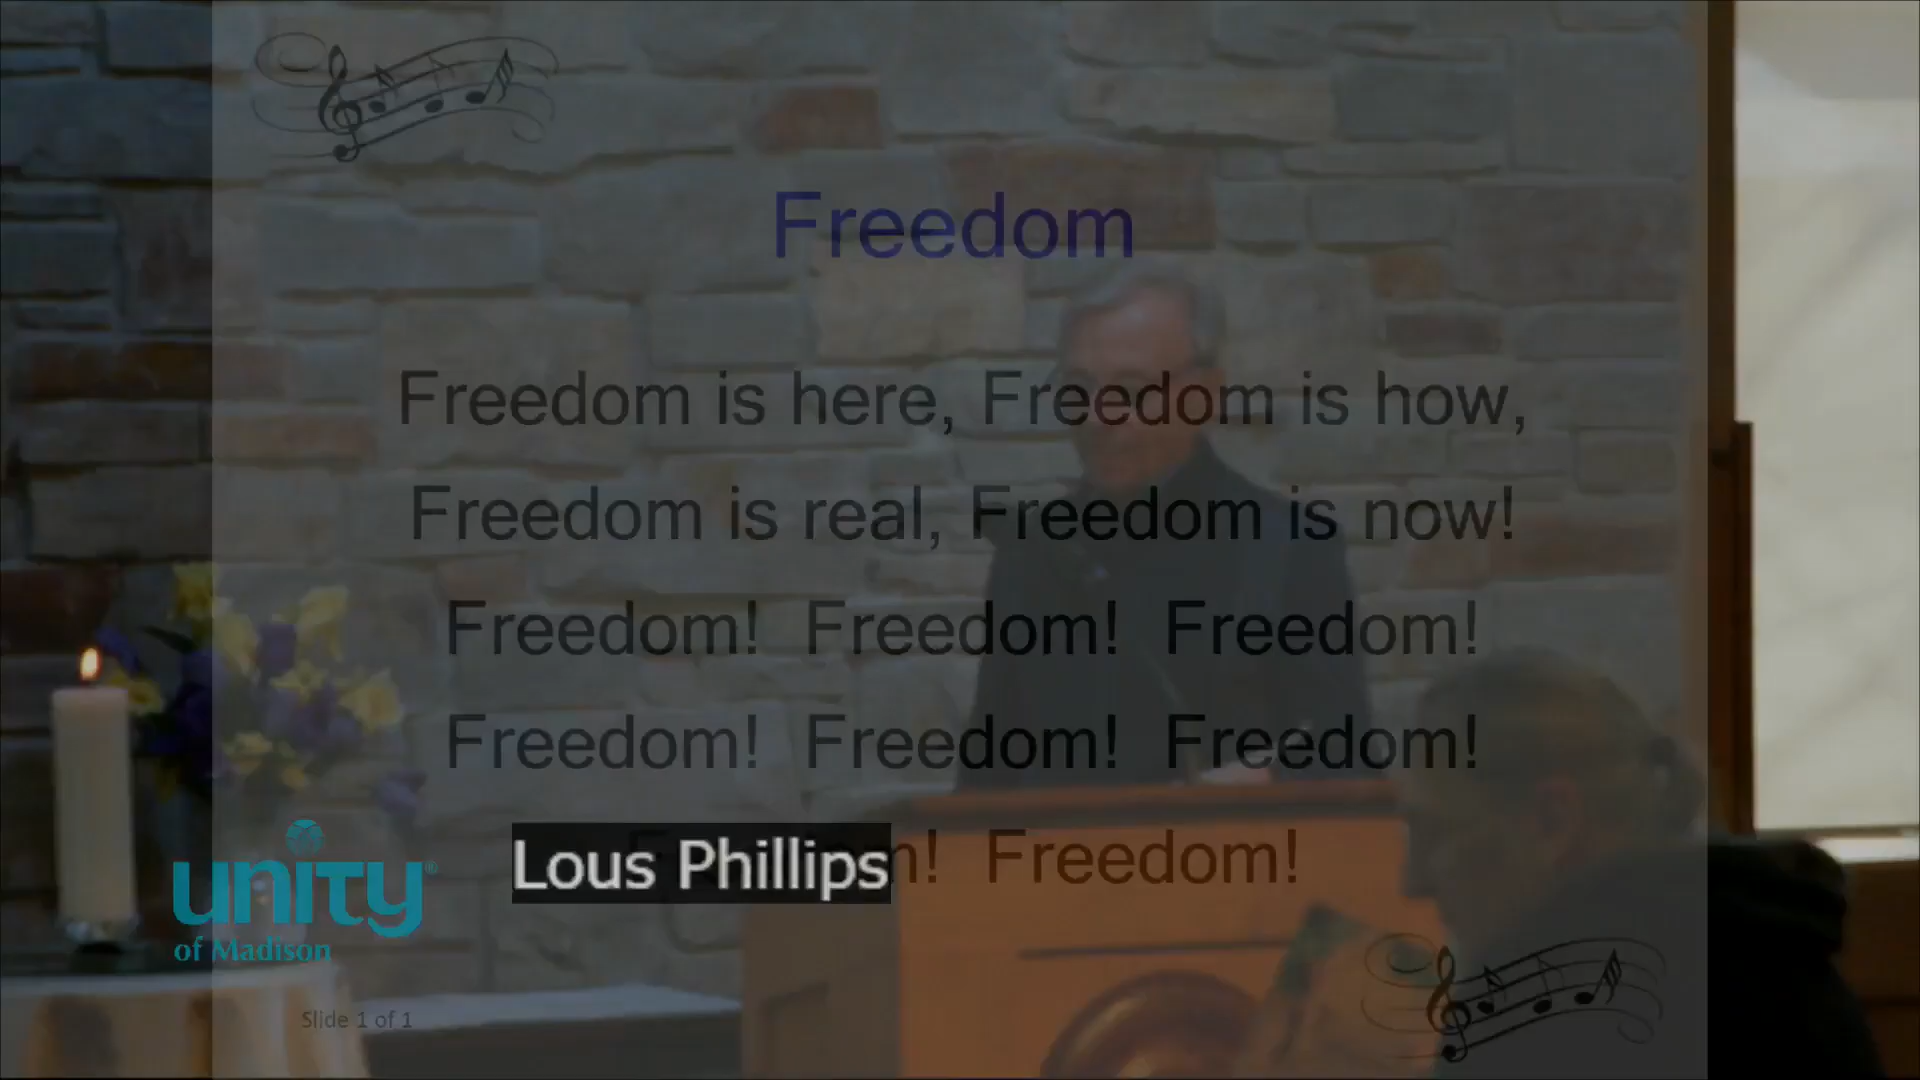 Freedom
Freedom is here, Freedom is how,
Freedom is real, Freedom is now!
Freedom! Freedom! Freedom!
Freedom! Freedom! Freedom!
m! Freedom!
Lous Phillips
unity®
of Madison
Slide 1 of 1